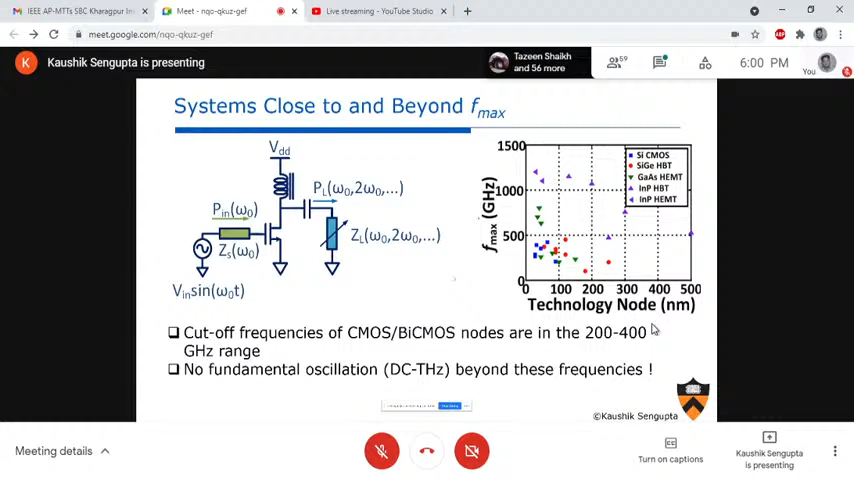 IEEE AP-MTTs SBC Kharagpur In
Meet - nqo-qkuz-gef
Live streaming - YouTube Studio
meet.google.com/nqo-qkuz-gef
ABP
Kaushik Sengupta is presenting
Tazeen Shaikh
and 56 more
59
6:00 PM
You
Systems Close to and Beyond fmax
Vdd
Pin(ω0)
PL(ω0,2ω0,...)
Zs(ω0)
ZL(ω0,2ω0,...)
Vinsin(ω0t)
1500
1000
500
0
fmax (GHz)
Si CMOS
SiGe HBT
GaAs HEMT
InP HBT
InP HEMT
0 100 200 300 400 500
Technology Node (nm)
❑ Cut-off frequencies of CMOS/BiCMOS nodes are in the 200-400
GHz range
❑ No fundamental oscillation (DC-THz) beyond these frequencies !
©Kaushik Sengupta
Meeting details
Turn on captions
Kaushik Sengupta
is presenting